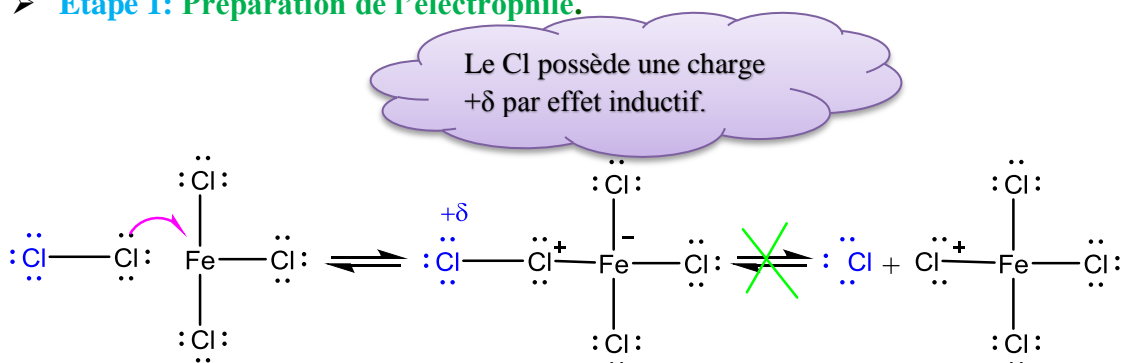 ➢ Etape 1: Préparation de l'électrophile.
Le Cl possède une charge
+δ par effet inductif.
Cl Cl Cl Fe Cl Cl
+δ Cl Cl + Cl Fe − Cl Cl
Cl + Cl + Cl Fe Cl Cl